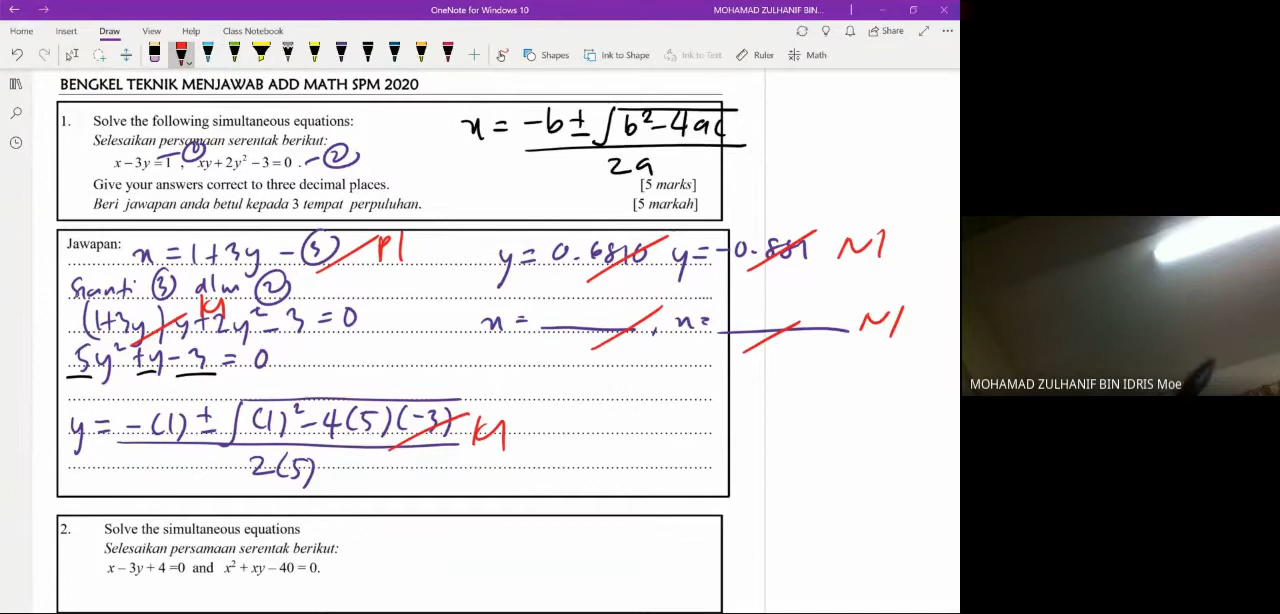 OneNote for Windows 10
MOHAMAD ZULHANIF BIN...
Home Insert Draw View Help Class Notebook
Share
Shapes Ink to Shape Ink to Text Ruler Math
BENGKEL TEKNIK MENJAWAB ADD MATH SPM 2020
1. Solve the following simultaneous equations:
Selesaikan persamaan serentak berikut:
x − 3y = 1 —①, xy + 2y² − 3 = 0 . —②
Give your answers correct to three decimal places. [5 marks]
Beri jawapan anda betul kepada 3 tempat perpuluhan. [5 markah]
x = (−b ± √(b² − 4ac)) / 2a
Jawapan: x = 1+3y — ③ P1
Ganti ③ dlm ②
(1+3y)y + 2y² − 3 = 0 K1
5y² + y − 3 = 0
y = (−(1) ± √((1)² − 4(5)(−3))) / 2(5) K1
y = 0.6810 y = −0.881 N1
x = ______ , x = ______ N1
2. Solve the simultaneous equations
Selesaikan persamaan serentak berikut:
x − 3y + 4 =0 and x² + xy − 40 = 0.
MOHAMAD ZULHANIF BIN IDRIS Moe